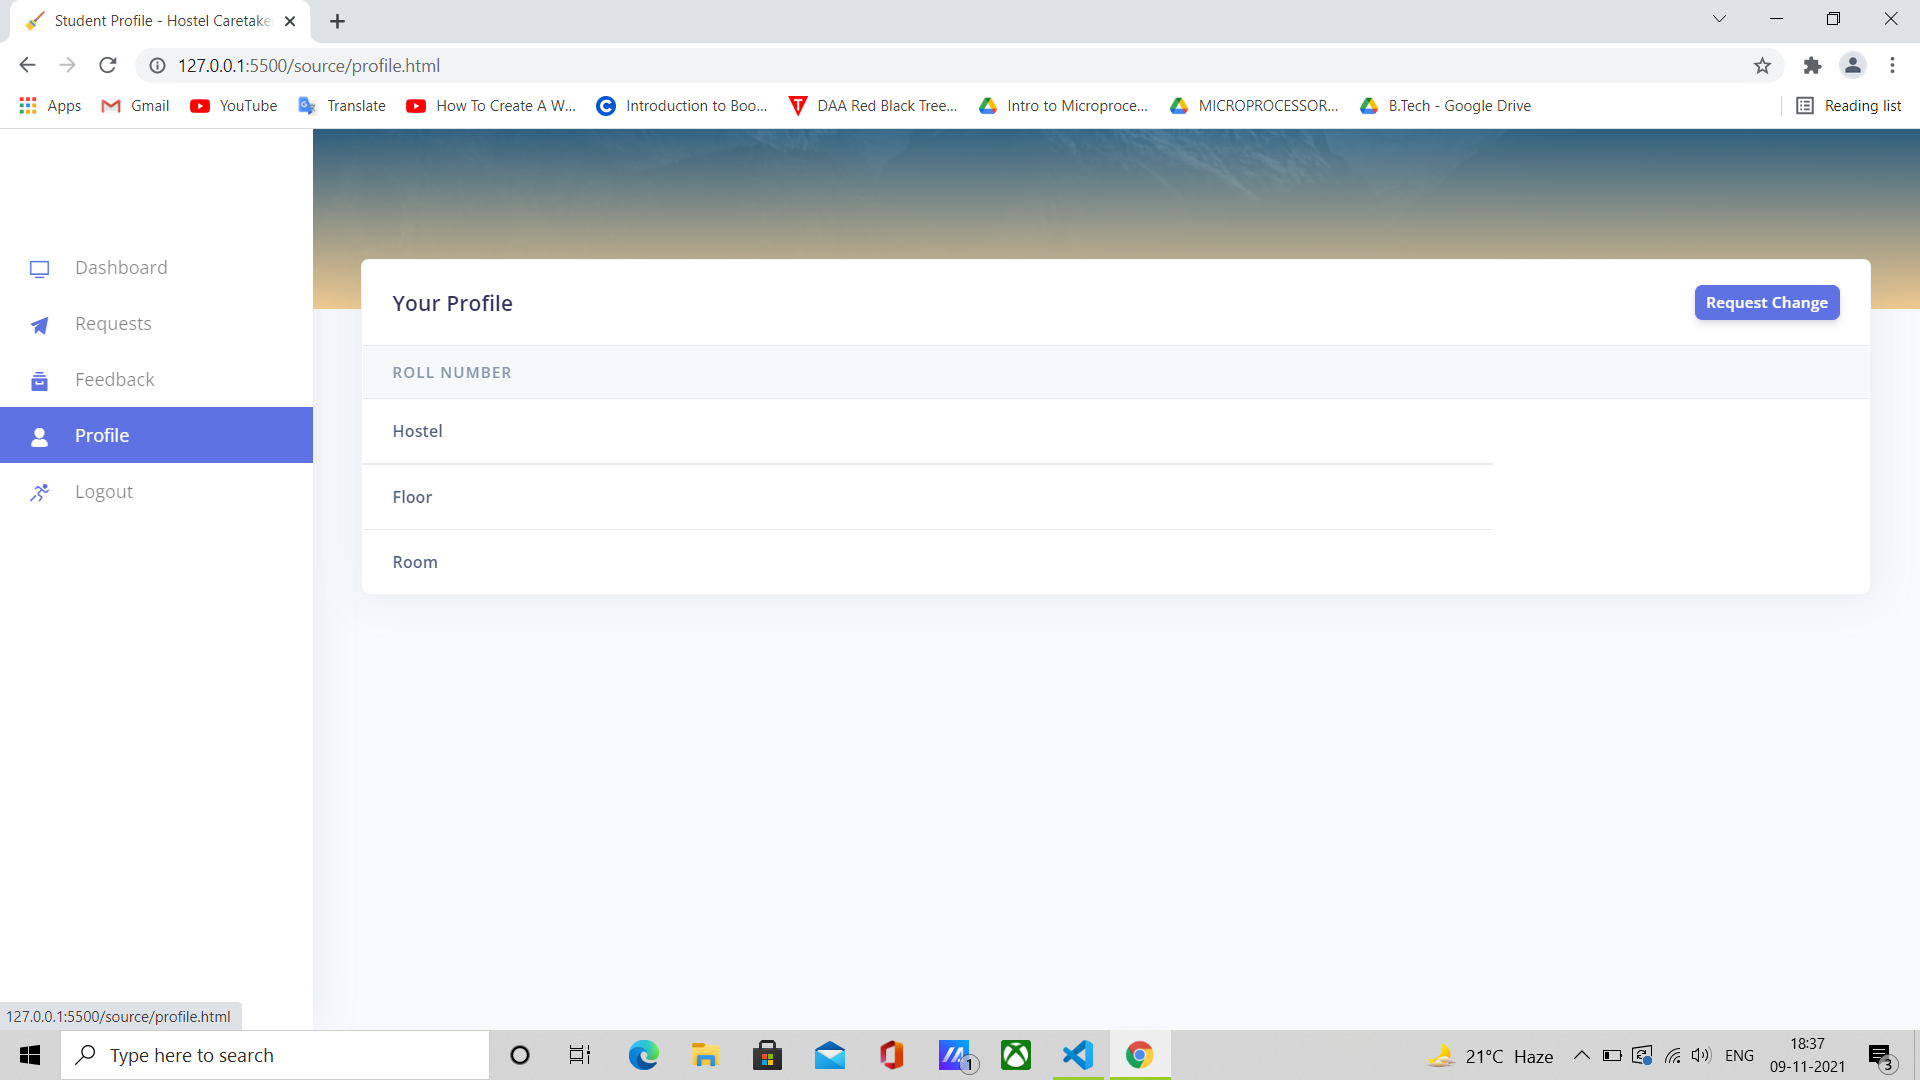 Student Profile - Hostel Caretake
127.0.0.1:5500/source/profile.html
Apps Gmail YouTube Translate How To Create A W... Introduction to Boo... DAA Red Black Tree... Intro to Microproce... MICROPROCESSOR... B.Tech - Google Drive Reading list
Dashboard
Requests
Feedback
Profile
Logout
Your Profile Request Change
ROLL NUMBER
Hostel
Floor
Room
127.0.0.1:5500/source/profile.html
Type here to search
1
21°C Haze
ENG
18:37
09-11-2021
3